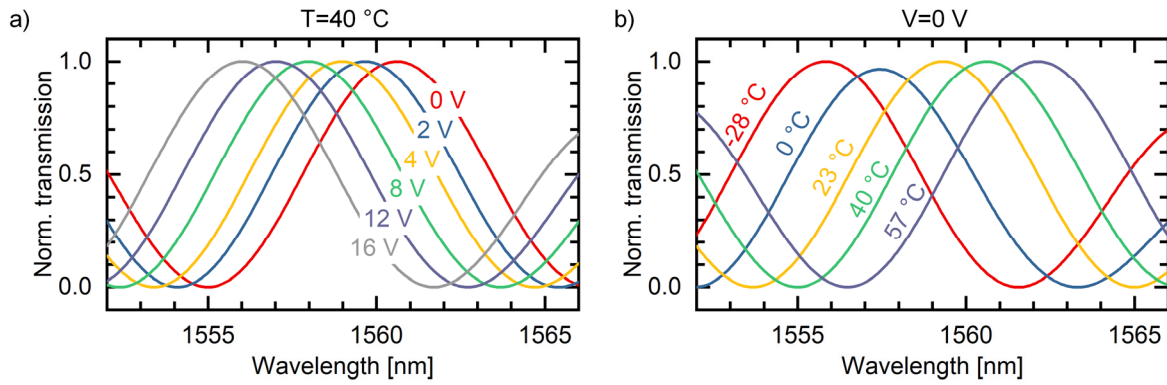 a)
T=40 °C
Norm. transmission
1.0
0.5
0.0
0 V
2 V
4 V
8 V
12 V
16 V
1555
1560
1565
Wavelength [nm]
b)
V=0 V
Norm. transmission
1.0
0.5
0.0
-28 °C
0 °C
23 °C
40 °C
57 °C
1555
1560
1565
Wavelength [nm]